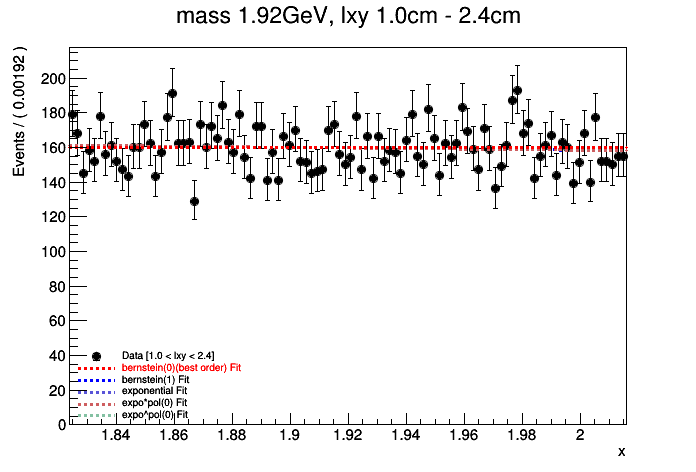 mass 1.92GeV, lxy 1.0cm - 2.4cm
Events / ( 0.00192 )
200
180
160
140
120
100
80
60
40
20
0
Data [1.0 < lxy < 2.4]
bernstein(0)(best order) Fit
bernstein(1) Fit
exponential Fit
expo*pol(0) Fit
expo^pol(0) Fit
1.84 1.86 1.88 1.9 1.92 1.94 1.96 1.98 2
x